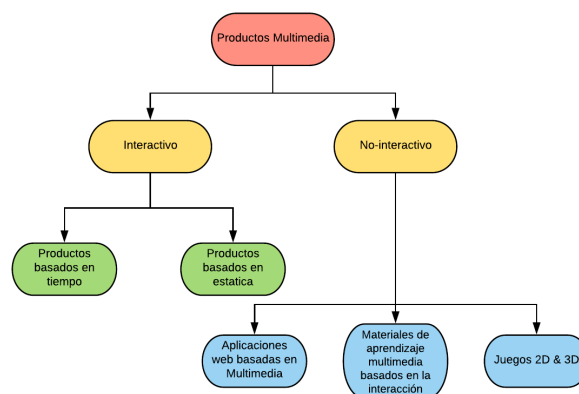 Productos Multimedia
Interactivo
No-interactivo
Productos
basados en
tiempo
Productos
basados en
estatica
Aplicaciones
web basadas en
Multimedia
Materiales de
aprendizaje
multimedia
basados en la
interacción
Juegos 2D & 3D